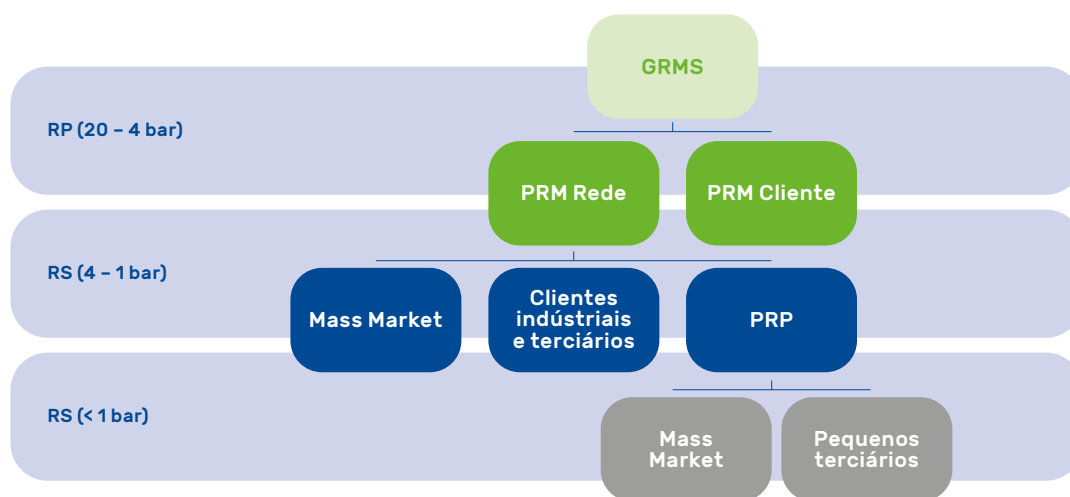 GRMS
RP (20 – 4 bar)
PRM Rede
PRM Cliente
RS (4 – 1 bar)
Mass Market
Clientes
indústriais
e terciários
PRP
RS (< 1 bar)
Mass
Market
Pequenos
terciários